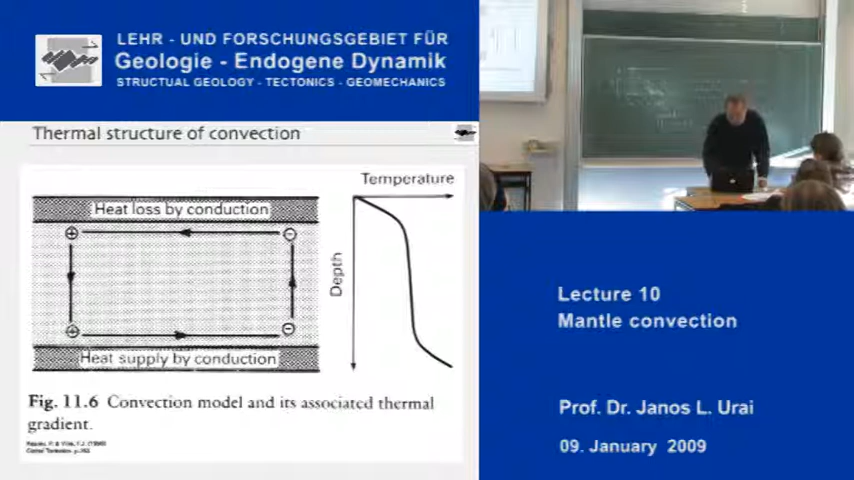 LEHR - UND FORSCHUNGSGEBIET FÜR
Geologie - Endogene Dynamik
STRUCTUAL GEOLOGY - TECTONICS - GEOMECHANICS
Thermal structure of convection
Heat loss by conduction
Temperature
Depth
Heat supply by conduction
Fig. 11.6 Convection model and its associated thermal
gradient.
Lecture 10
Mantle convection
Prof. Dr. Janos L. Urai
09. January 2009